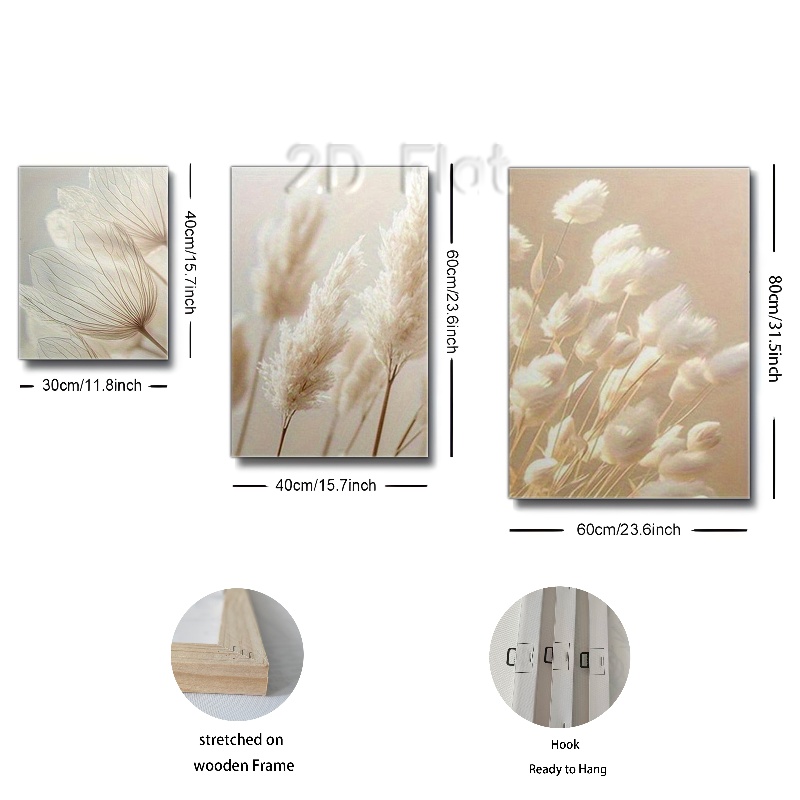 2D Flat
40cm/15.7inch
30cm/11.8inch
60cm/23.6inch
40cm/15.7inch
80cm/31.5inch
60cm/23.6inch
stretched on
wooden Frame
Hook
Ready to Hang